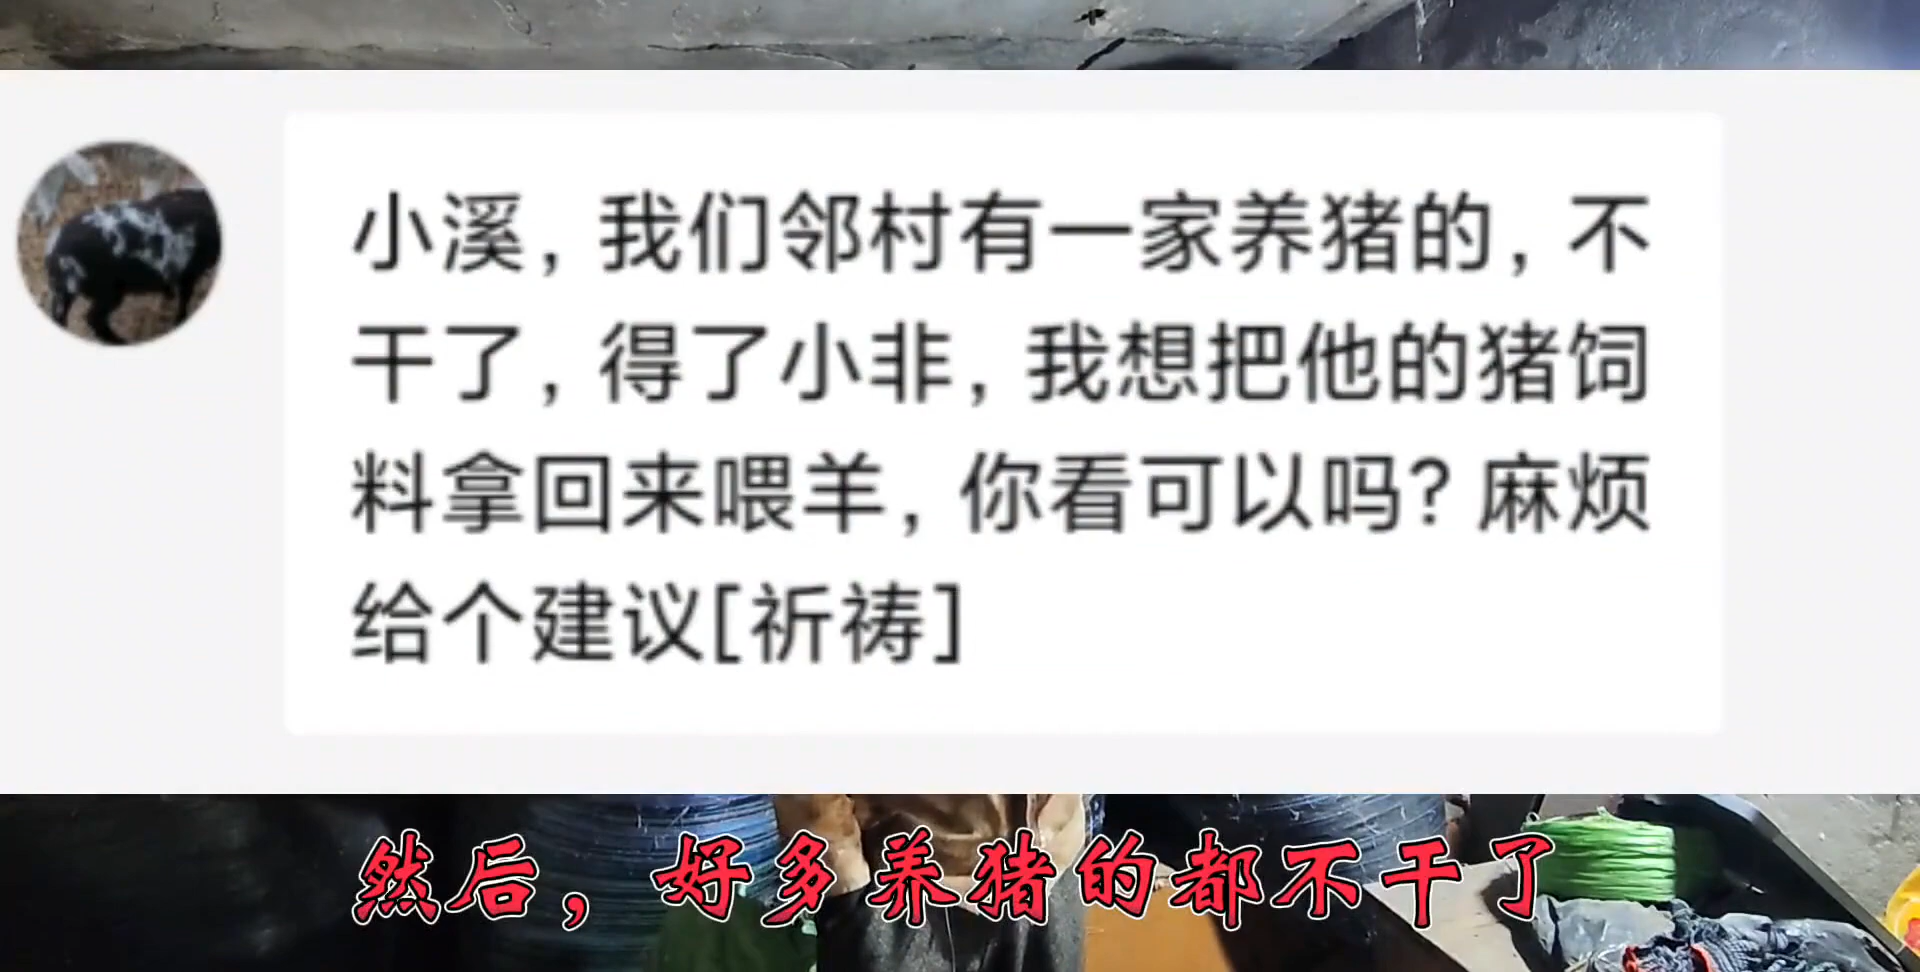 小溪，我们邻村有一家养猪的，不
干了，得了小非，我想把他的猪饲
料拿回来喂羊，你看可以吗？麻烦
给个建议[祈祷]
然后，好多养猪的都不干了